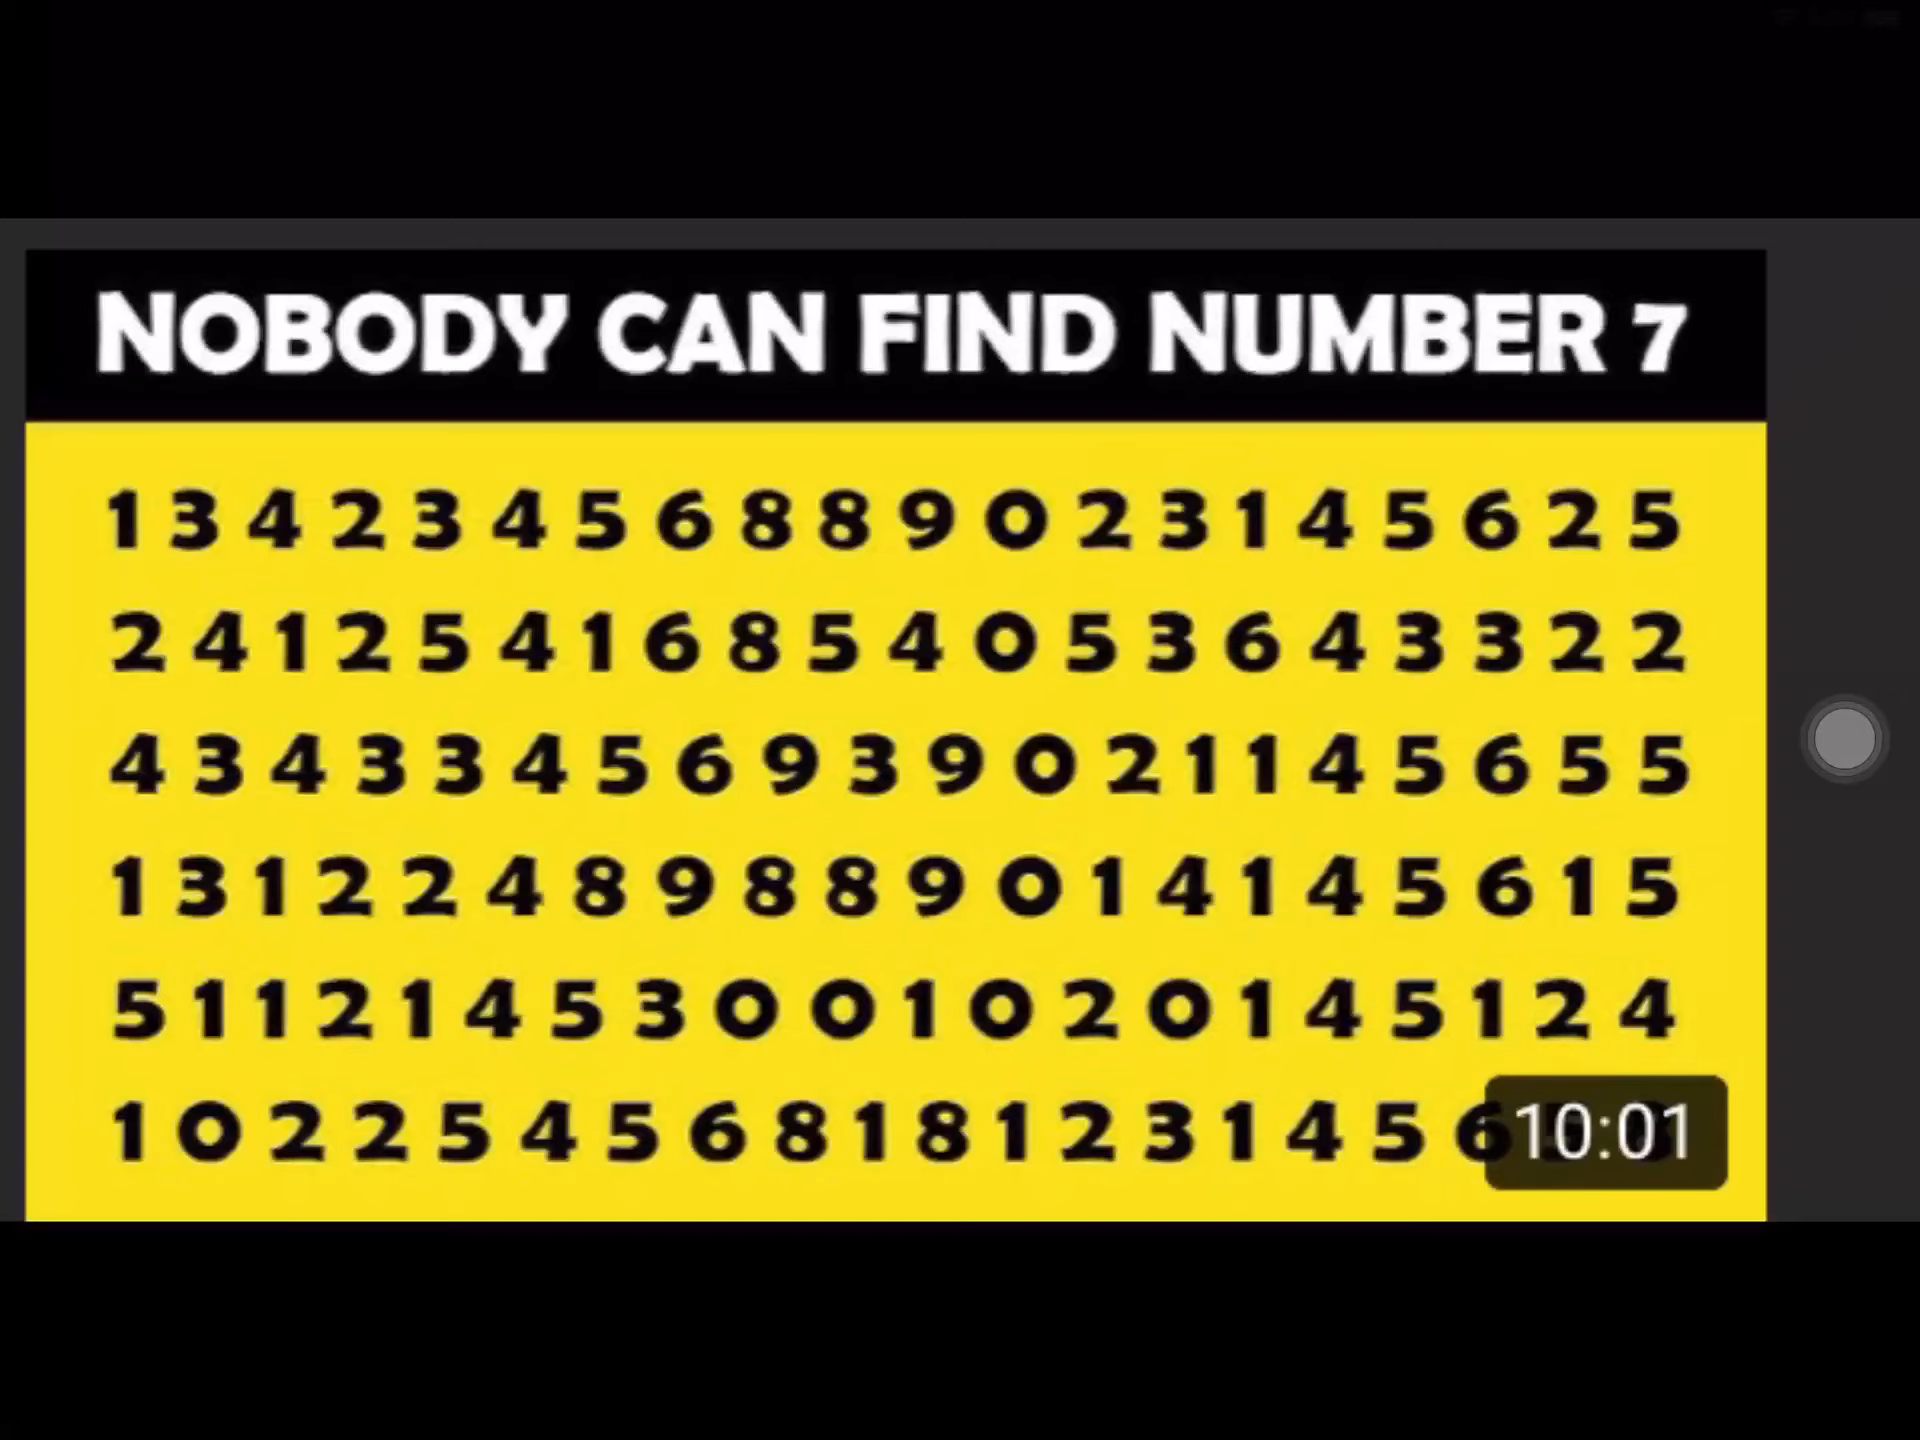 NOBODY CAN FIND NUMBER 7
1 3 4 2 3 4 5 6 8 8 9 0 2 3 1 4 5 6 2 5
2 4 1 2 5 4 1 6 8 5 4 0 5 3 6 4 3 3 2 2
4 3 4 3 3 4 5 6 9 3 9 0 2 1 1 4 5 6 5 5
1 3 1 2 2 4 8 9 8 8 9 0 1 4 1 4 5 6 1 5
5 1 1 2 1 4 5 3 0 0 1 0 2 0 1 4 5 1 2 4
1 0 2 2 5 4 5 6 8 1 8 1 2 3 1 4 5 6
10:01